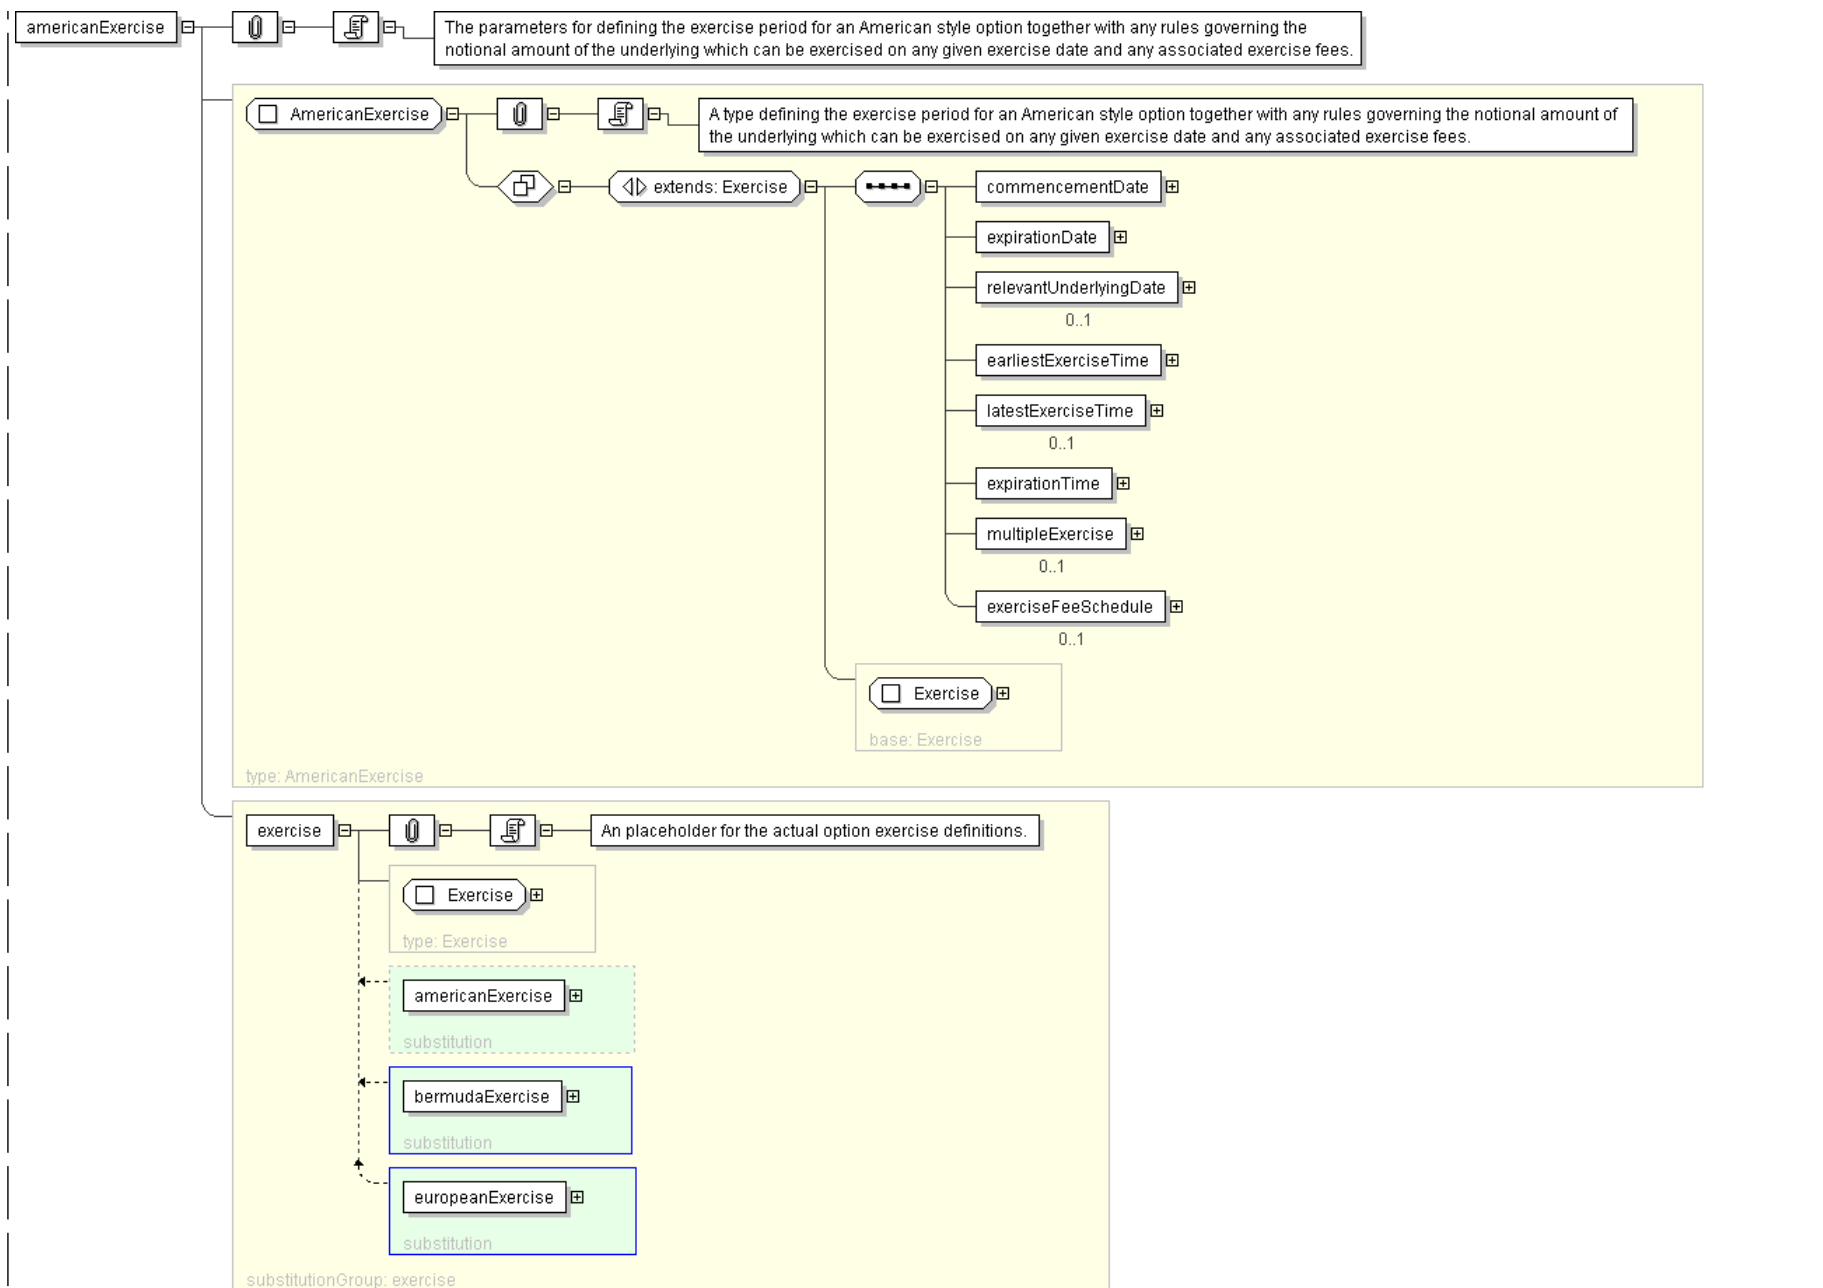 americanExercise
The parameters for defining the exercise period for an American style option together with any rules governing the
notional amount of the underlying which can be exercised on any given exercise date and any associated exercise fees.
AmericanExercise
A type defining the exercise period for an American style option together with any rules governing the notional amount of
the underlying which can be exercised on any given exercise date and any associated exercise fees.
extends: Exercise
commencementDate
expirationDate
relevantUnderlyingDate
0..1
earliestExerciseTime
latestExerciseTime
0..1
expirationTime
multipleExercise
0..1
exerciseFeeSchedule
0..1
Exercise
base: Exercise
type: AmericanExercise
exercise
An placeholder for the actual option exercise definitions.
Exercise
type: Exercise
americanExercise
substitution
bermudaExercise
substitution
europeanExercise
substitution
substitutionGroup: exercise